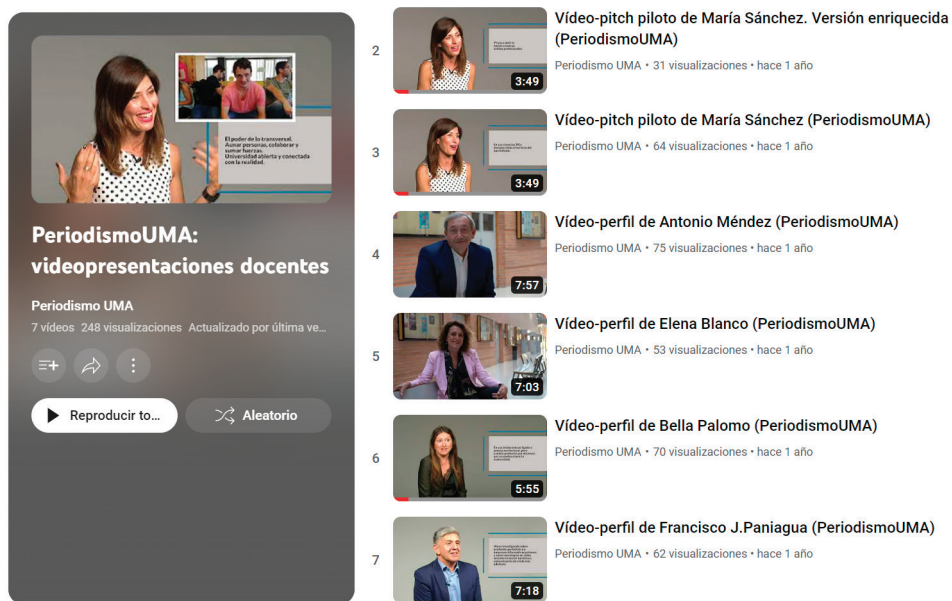 El poder de lo transversal.
Aunar personas, colaborar y
sumar fuerzas.
Universidad abierta y conectada
con la realidad.
PeriodismoUMA:
videopresentaciones docentes
Periodismo UMA
7 vídeos 248 visualizaciones Actualizado por última ve...
Reproducir to...
Aleatorio
2
3:49
Vídeo-pitch piloto de María Sánchez. Versión enriquecida
(PeriodismoUMA)
Periodismo UMA • 31 visualizaciones • hace 1 año
3
3:49
Vídeo-pitch piloto de María Sánchez (PeriodismoUMA)
Periodismo UMA • 64 visualizaciones • hace 1 año
4
7:57
Vídeo-perfil de Antonio Méndez (PeriodismoUMA)
Periodismo UMA • 75 visualizaciones • hace 1 año
5
7:03
Vídeo-perfil de Elena Blanco (PeriodismoUMA)
Periodismo UMA • 53 visualizaciones • hace 1 año
6
5:55
Vídeo-perfil de Bella Palomo (PeriodismoUMA)
Periodismo UMA • 70 visualizaciones • hace 1 año
7
7:18
Vídeo-perfil de Francisco J.Paniagua (PeriodismoUMA)
Periodismo UMA • 62 visualizaciones • hace 1 año